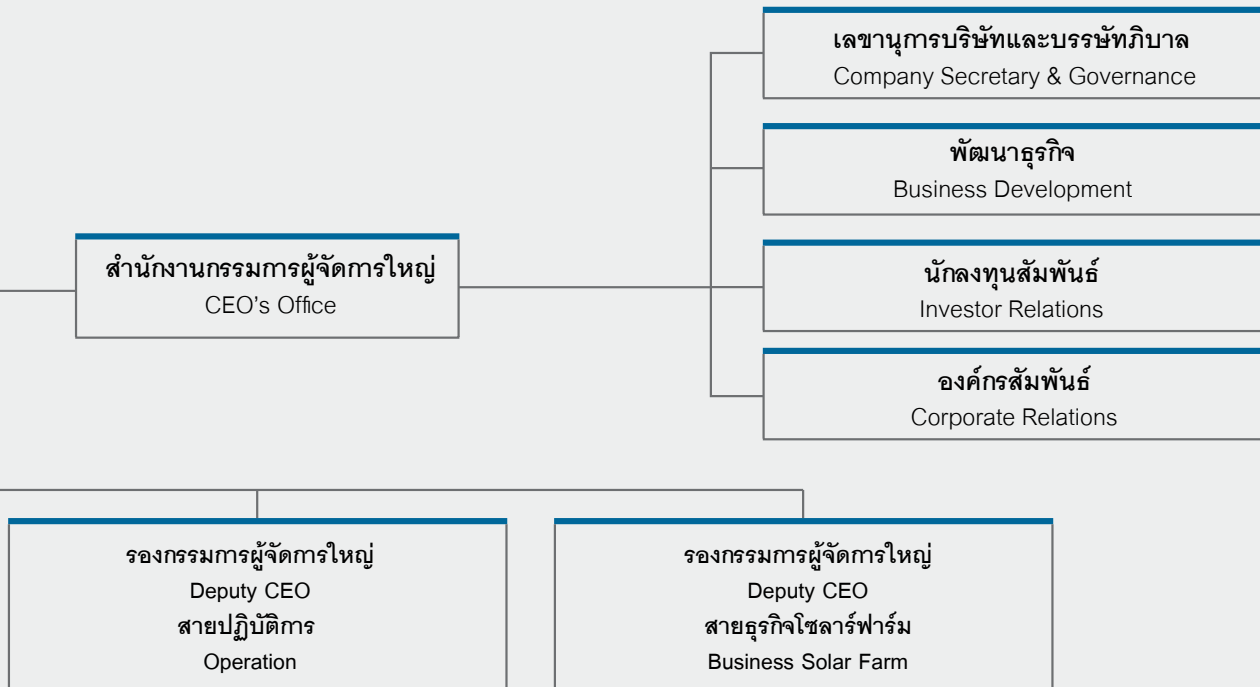 เลขานุการบริษัทและบรรษัทภิบาล
Company Secretary & Governance
พัฒนาธุรกิจ
Business Development
สำนักงานกรรมการผู้จัดการใหญ่
CEO's Office
นักลงทุนสัมพันธ์
Investor Relations
องค์กรสัมพันธ์
Corporate Relations
รองกรรมการผู้จัดการใหญ่
Deputy CEO
สายปฏิบัติการ
Operation
รองกรรมการผู้จัดการใหญ่
Deputy CEO
สายธุรกิจโซลาร์ฟาร์ม
Business Solar Farm